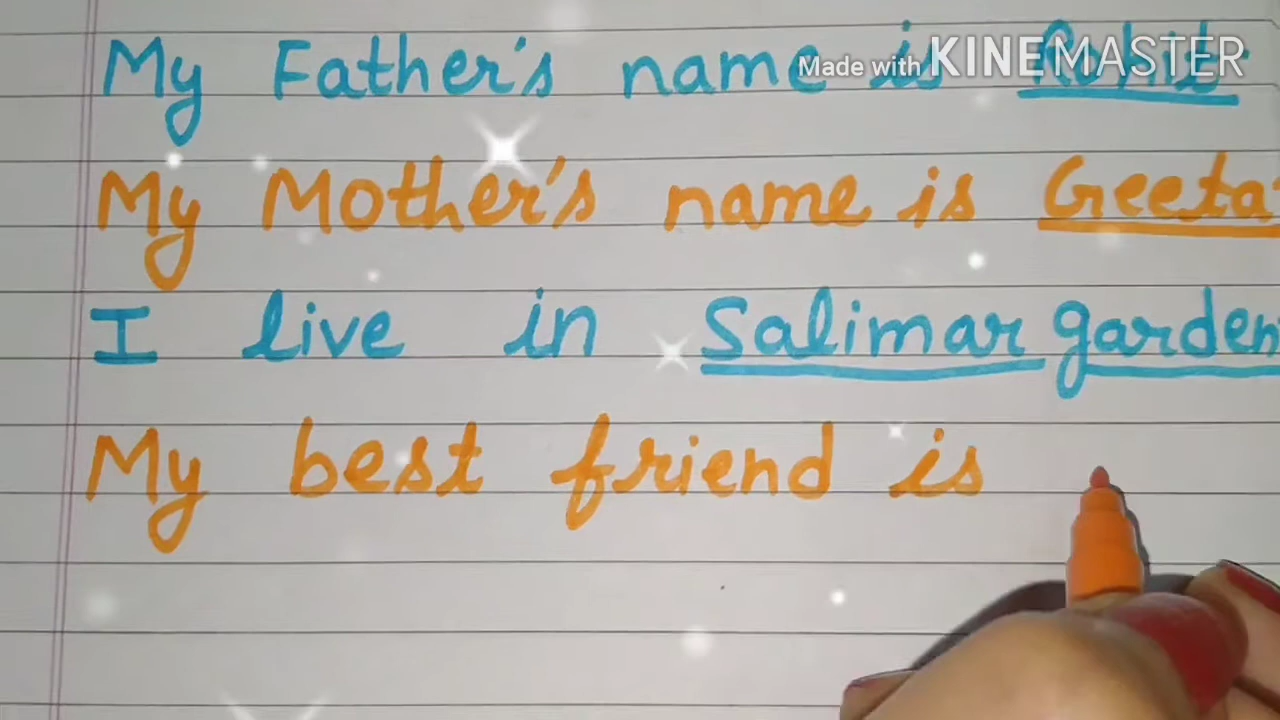 Made with KINEMASTER
My Father's name is Rohit
My Mother's name is Geeta
I live in Salimar garden
My best friend is